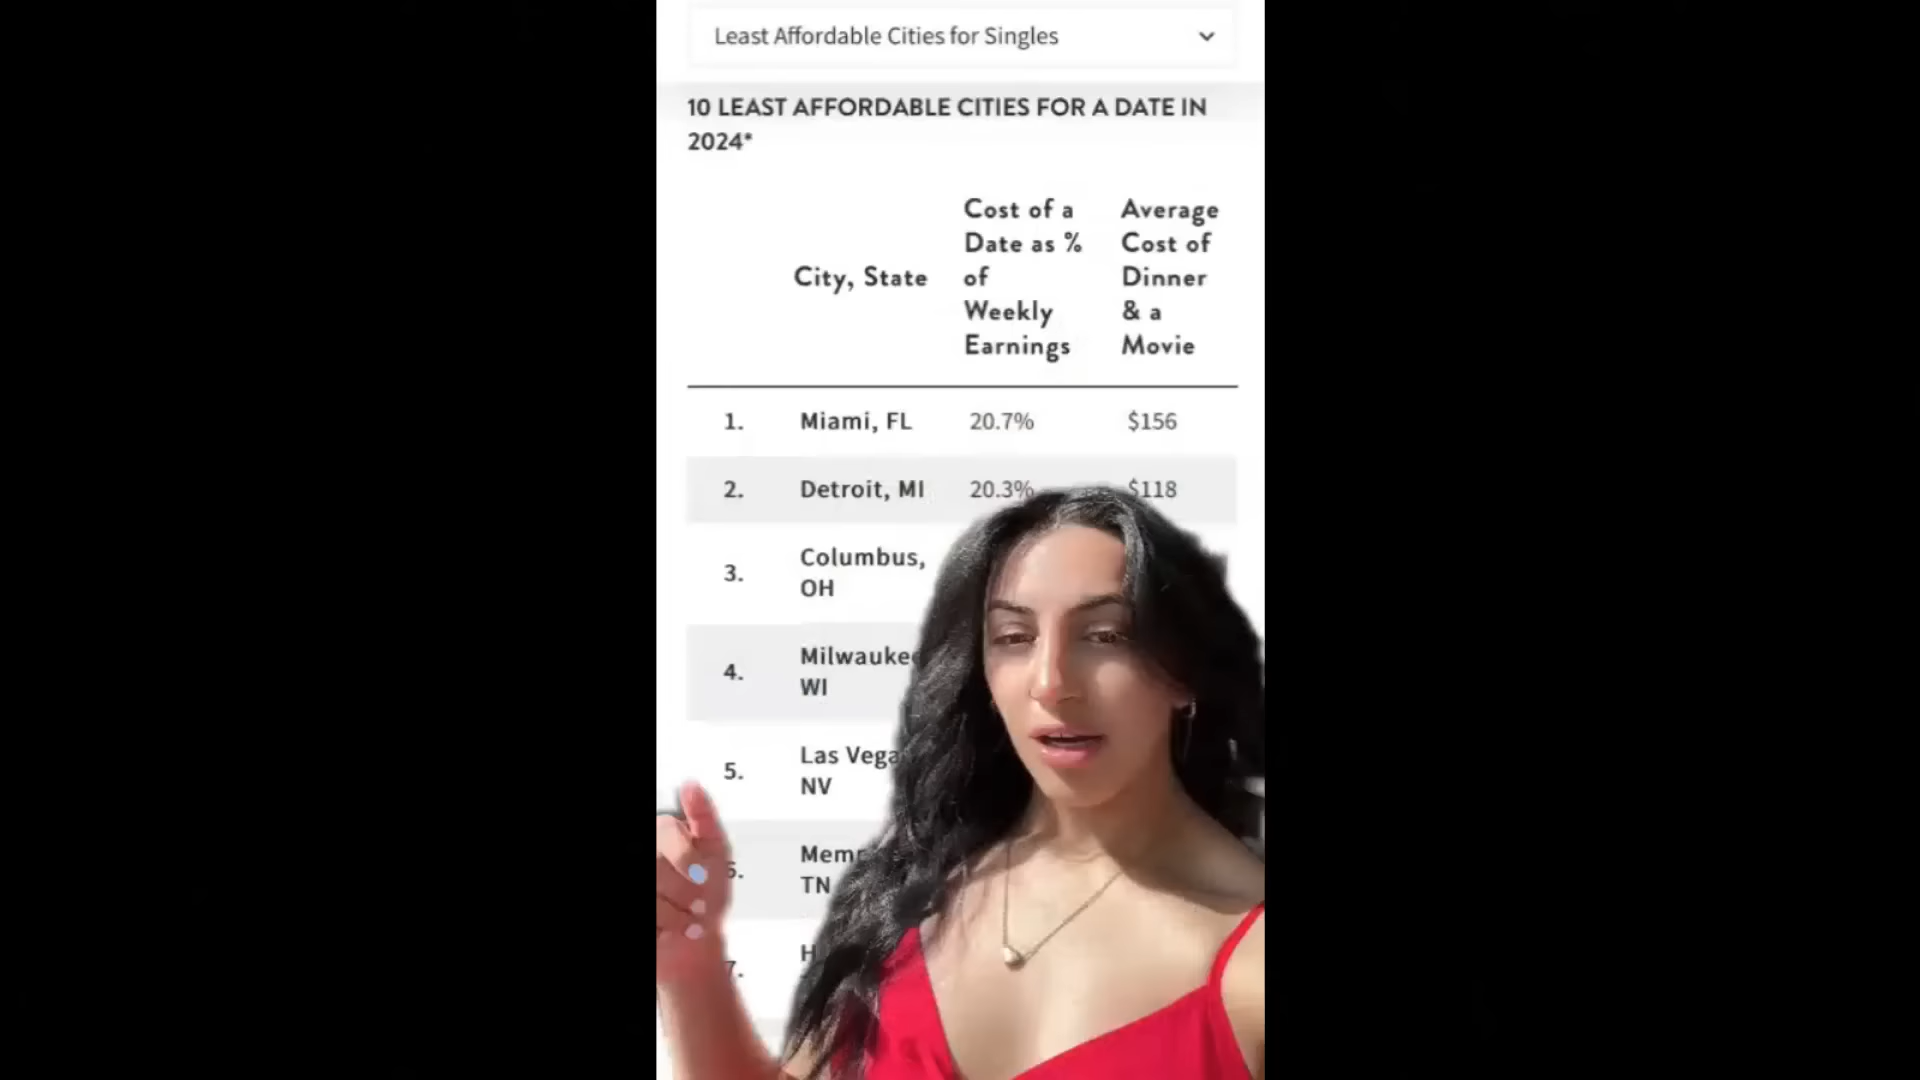 Least Affordable Cities for Singles
10 LEAST AFFORDABLE CITIES FOR A DATE IN
2024*
City, State
Cost of a
Date as %
of
Weekly
Earnings
Average
Cost of
Dinner
& a
Movie
1. Miami, FL 20.7% $156
2. Detroit, MI 20.3% $118
3. Columbus,
OH
4.
WI
5. Las
NV
TN